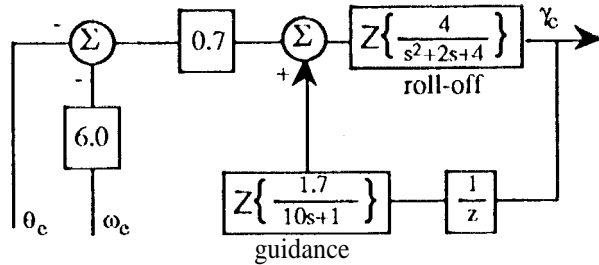 -
Σ
-
0.7
Σ
+
Z{ 4 / s²+2s+4 }
γc
roll-off
6.0
Z{ 1.7 / 10s+1 }
1 / z
θc
ωc
guidance